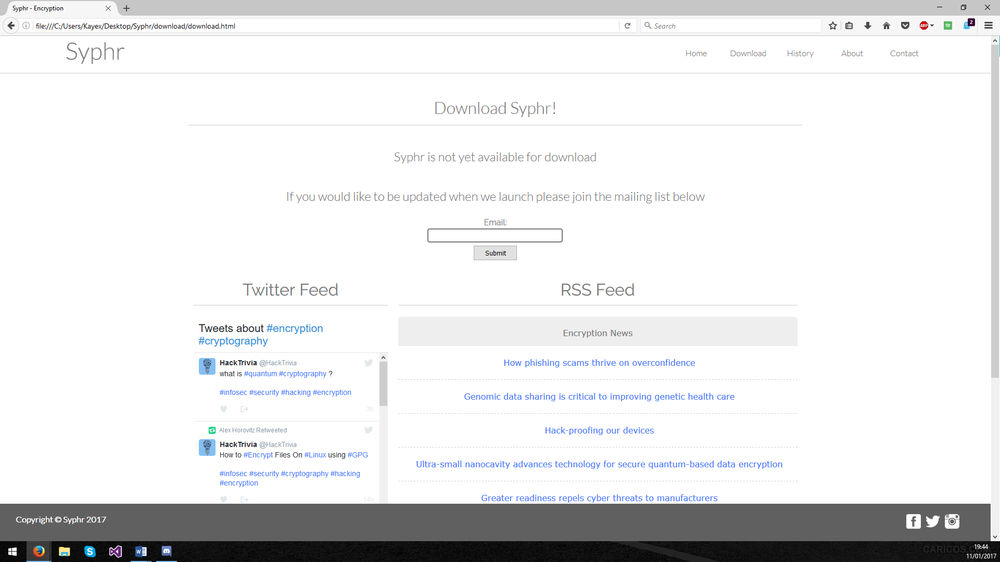 Syphr - Encryption
file:///C:/Users/Kayex/Desktop/Syphr/download/download.html
Search
ABP
2
Syphr
Home
Download
History
About
Contact
Download Syphr!
Syphr is not yet available for download
If you would like to be updated when we launch please join the mailing list below
Email:
Submit
Twitter Feed
Tweets about #encryption
#cryptography
HackTrivia @HackTrivia
what is #quantum #cryptography ?
#infosec #security #hacking #encryption
3h
Alex Horovitz Retweeted
HackTrivia @HackTrivia
How to #Encrypt Files On #Linux using #GPG
#infosec #security #cryptography #hacking
#encryption
14h
RSS Feed
Encryption News
How phishing scams thrive on overconfidence
Genomic data sharing is critical to improving genetic health care
Hack-proofing our devices
Ultra-small nanocavity advances technology for secure quantum-based data encryption
Greater readiness repels cyber threats to manufacturers
Copyright © Syphr 2017
19:44
11/01/2017